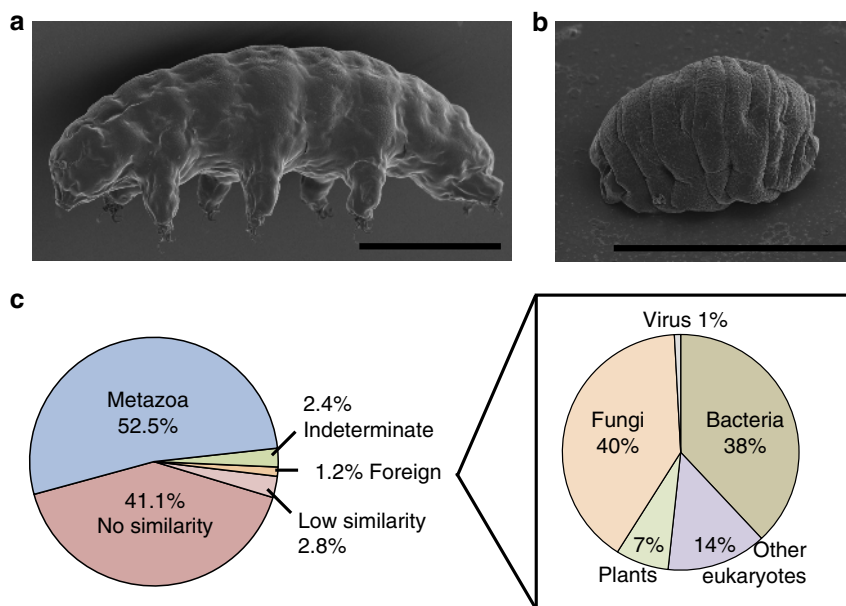 a
b
c
Metazoa
52.5%
2.4%
Indeterminate
1.2% Foreign
41.1%
No similarity
Low similarity
2.8%
Virus 1%
Fungi
40%
Bacteria
38%
7%
Plants
14%
Other
eukaryotes